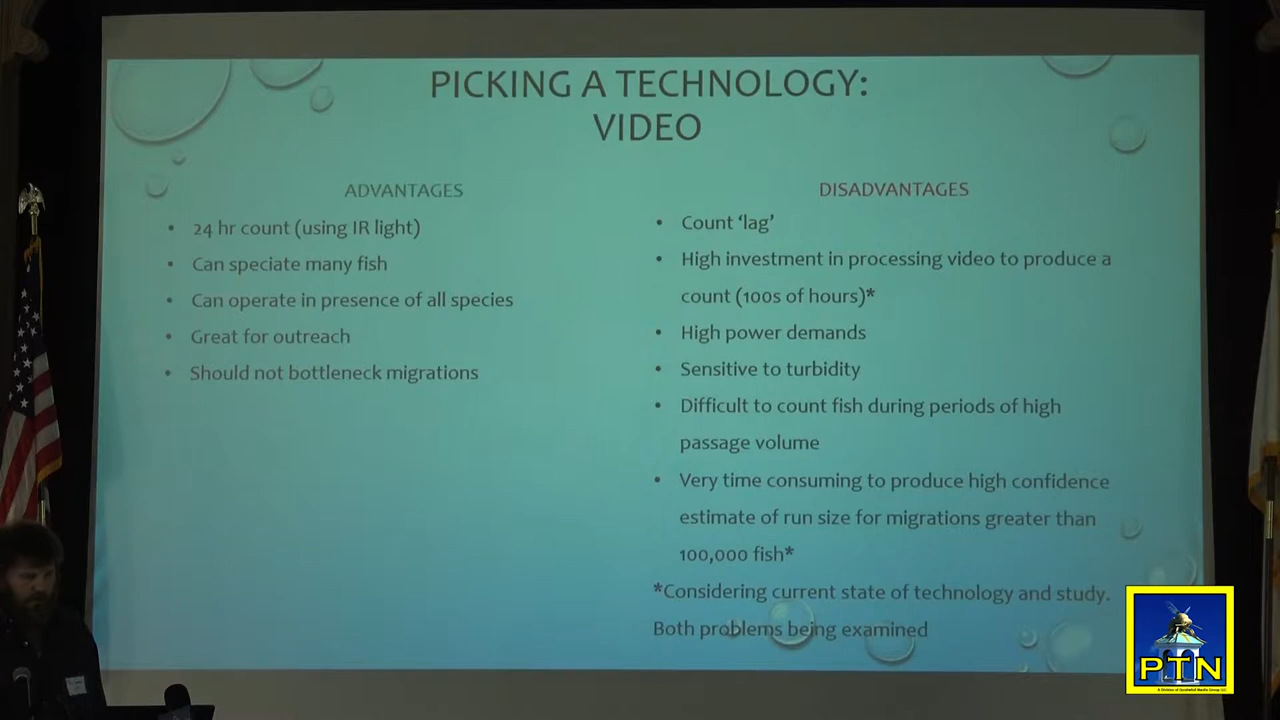 PICKING A TECHNOLOGY:
VIDEO
ADVANTAGES
• 24 hr count (using IR light)
• Can speciate many fish
• Can operate in presence of all species
• Great for outreach
• Should not bottleneck migrations
DISADVANTAGES
• Count ‘lag’
• High investment in processing video to produce a
count (100s of hours)*
• High power demands
• Sensitive to turbidity
• Difficult to count fish during periods of high
passage volume
• Very time consuming to produce high confidence
estimate of run size for migrations greater than
100,000 fish*
*Considering current state of technology and study.
Both problems being examined
PTN